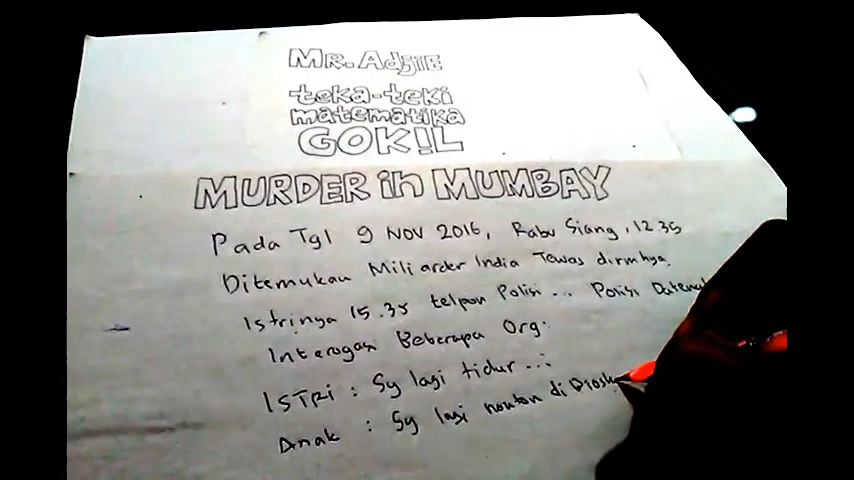 MR. Adjie
teka-teki
matematika
GOK!L
MURDER in MUMBAY
Pada Tgl 9 NOV 2016, Rabu Siang, 12 35
Ditemukan Miliarder India Tewas dirmhya.
Istrinya 15.35 telpon Polisi ... Polisi
Interogasi Beberapa Org:
ISTRI : Sy lagi tidur ...
Anak : Sy lagi nonton di